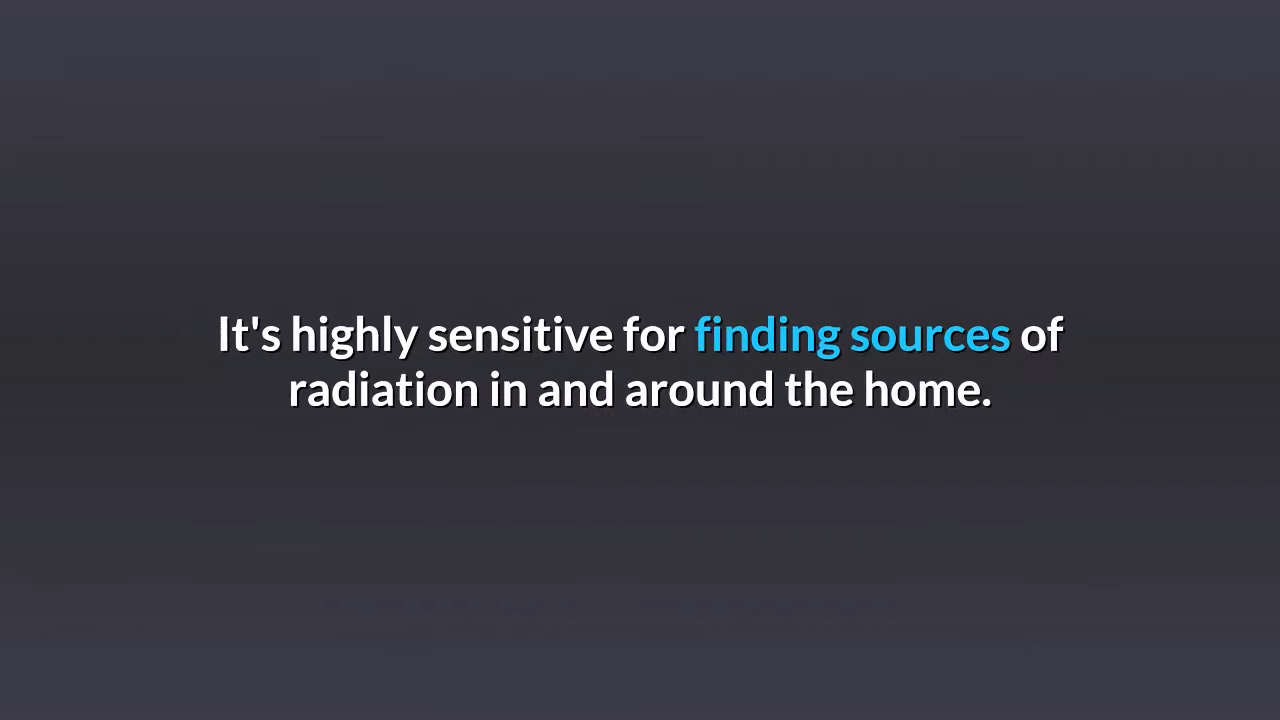 It's highly sensitive for finding sources of
radiation in and around the home.